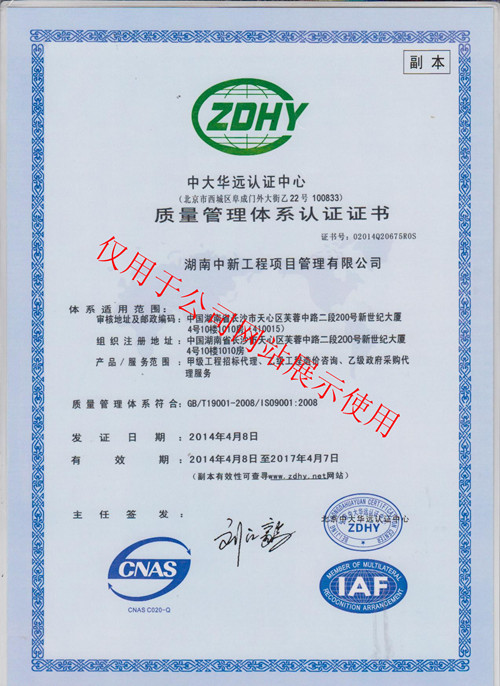 副本
ZDHY
中大华远认证中心
(北京市西城区阜成门外大街乙22号 100833)
质量管理体系认证证书
证书号: 02014Q20675R0S
湖南中新工程项目管理有限公司
体系适用范围:
审核地址及邮政编码: 中国湖南省长沙市天心区芙蓉中路二段200号新世纪大厦
4号10楼1010房 (410015)
组织注册地址: 中国湖南省长沙市天心区芙蓉中路二段200号新世纪大厦
4号10楼1010房
产品/服务范围: 甲级工程招标代理、乙级工程造价咨询、乙级政府采购代
理服务
质量管理体系符合: GB/T19001-2008/ISO9001:2008
发证日期: 2014年4月8日
有效期: 2014年4月8日至2017年4月7日
(副本有效性可查寻www.zdhy.net网站)
主任签发:
北京中大华远认证中心
ZDHY
CNAS
CNAS C020-Q
MEMBER OF MULTILATERAL
IAF
RECOGNITION ARRANGEMENT
仅用于公司网站展示使用